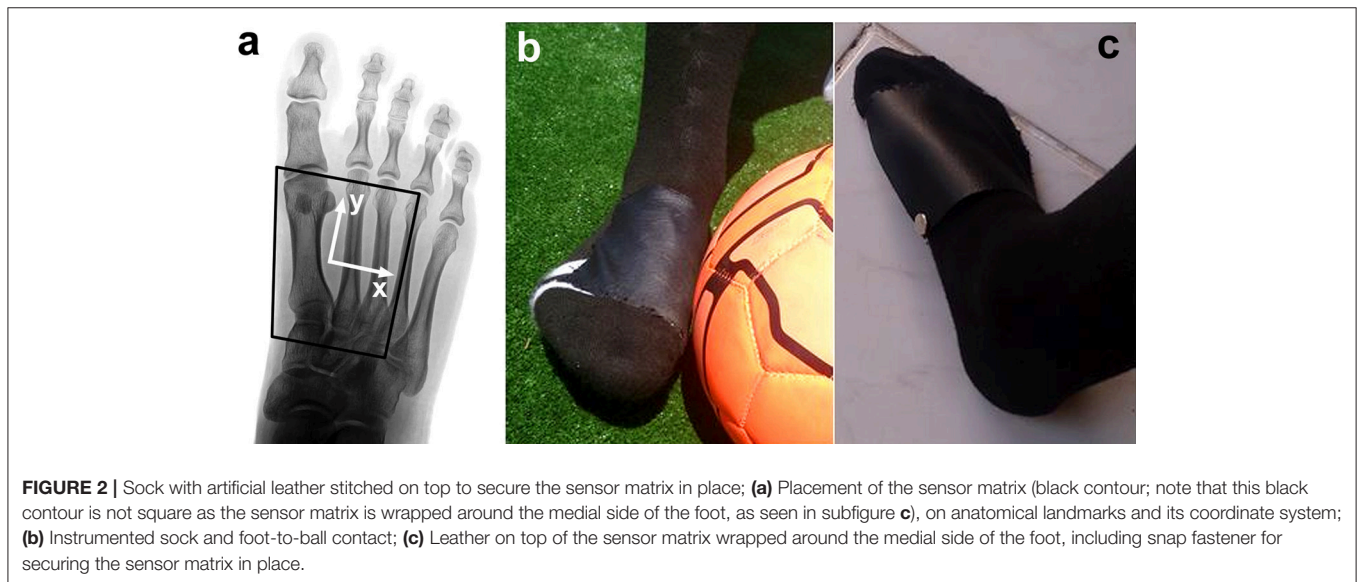 a
b
c
y
x
FIGURE 2 | Sock with artificial leather stitched on top to secure the sensor matrix in place; (a) Placement of the sensor matrix (black contour; note that this black
contour is not square as the sensor matrix is wrapped around the medial side of the foot, as seen in subfigure c), on anatomical landmarks and its coordinate system;
(b) Instrumented sock and foot-to-ball contact; (c) Leather on top of the sensor matrix wrapped around the medial side of the foot, including snap fastener for
securing the sensor matrix in place.